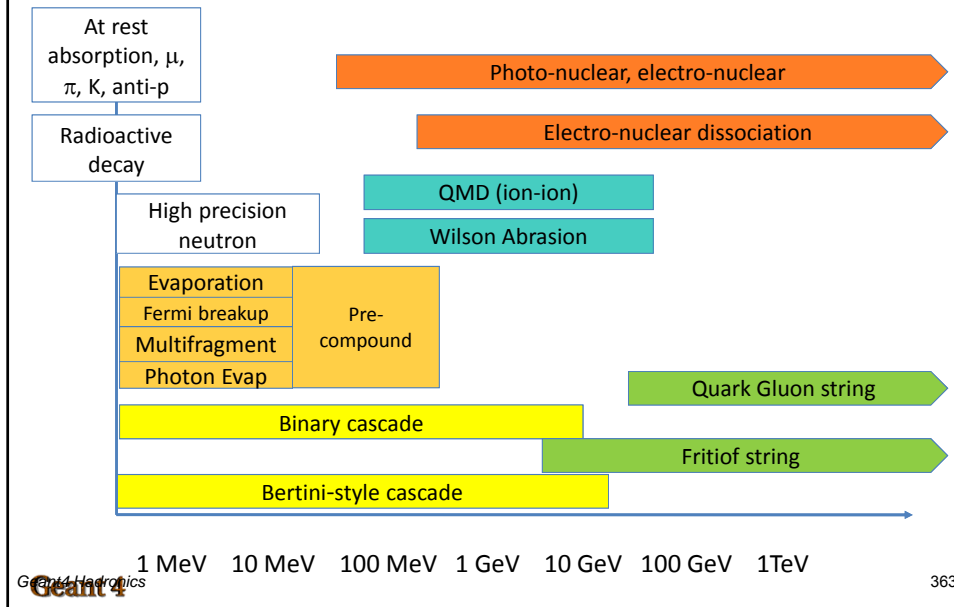 At rest
absorption, μ,
π, K, anti-p
Photo-nuclear, electro-nuclear
Radioactive
decay
Electro-nuclear dissociation
High precision
neutron
QMD (ion-ion)
Wilson Abrasion
Evaporation
Fermi breakup
Multifragment
Photon Evap
Pre-
compound
Quark Gluon string
Binary cascade
Fritiof string
Bertini-style cascade
1 MeV 10 MeV 100 MeV 1 GeV 10 GeV 100 GeV 1TeV
Geant4 Hadronics
Geant 4
363